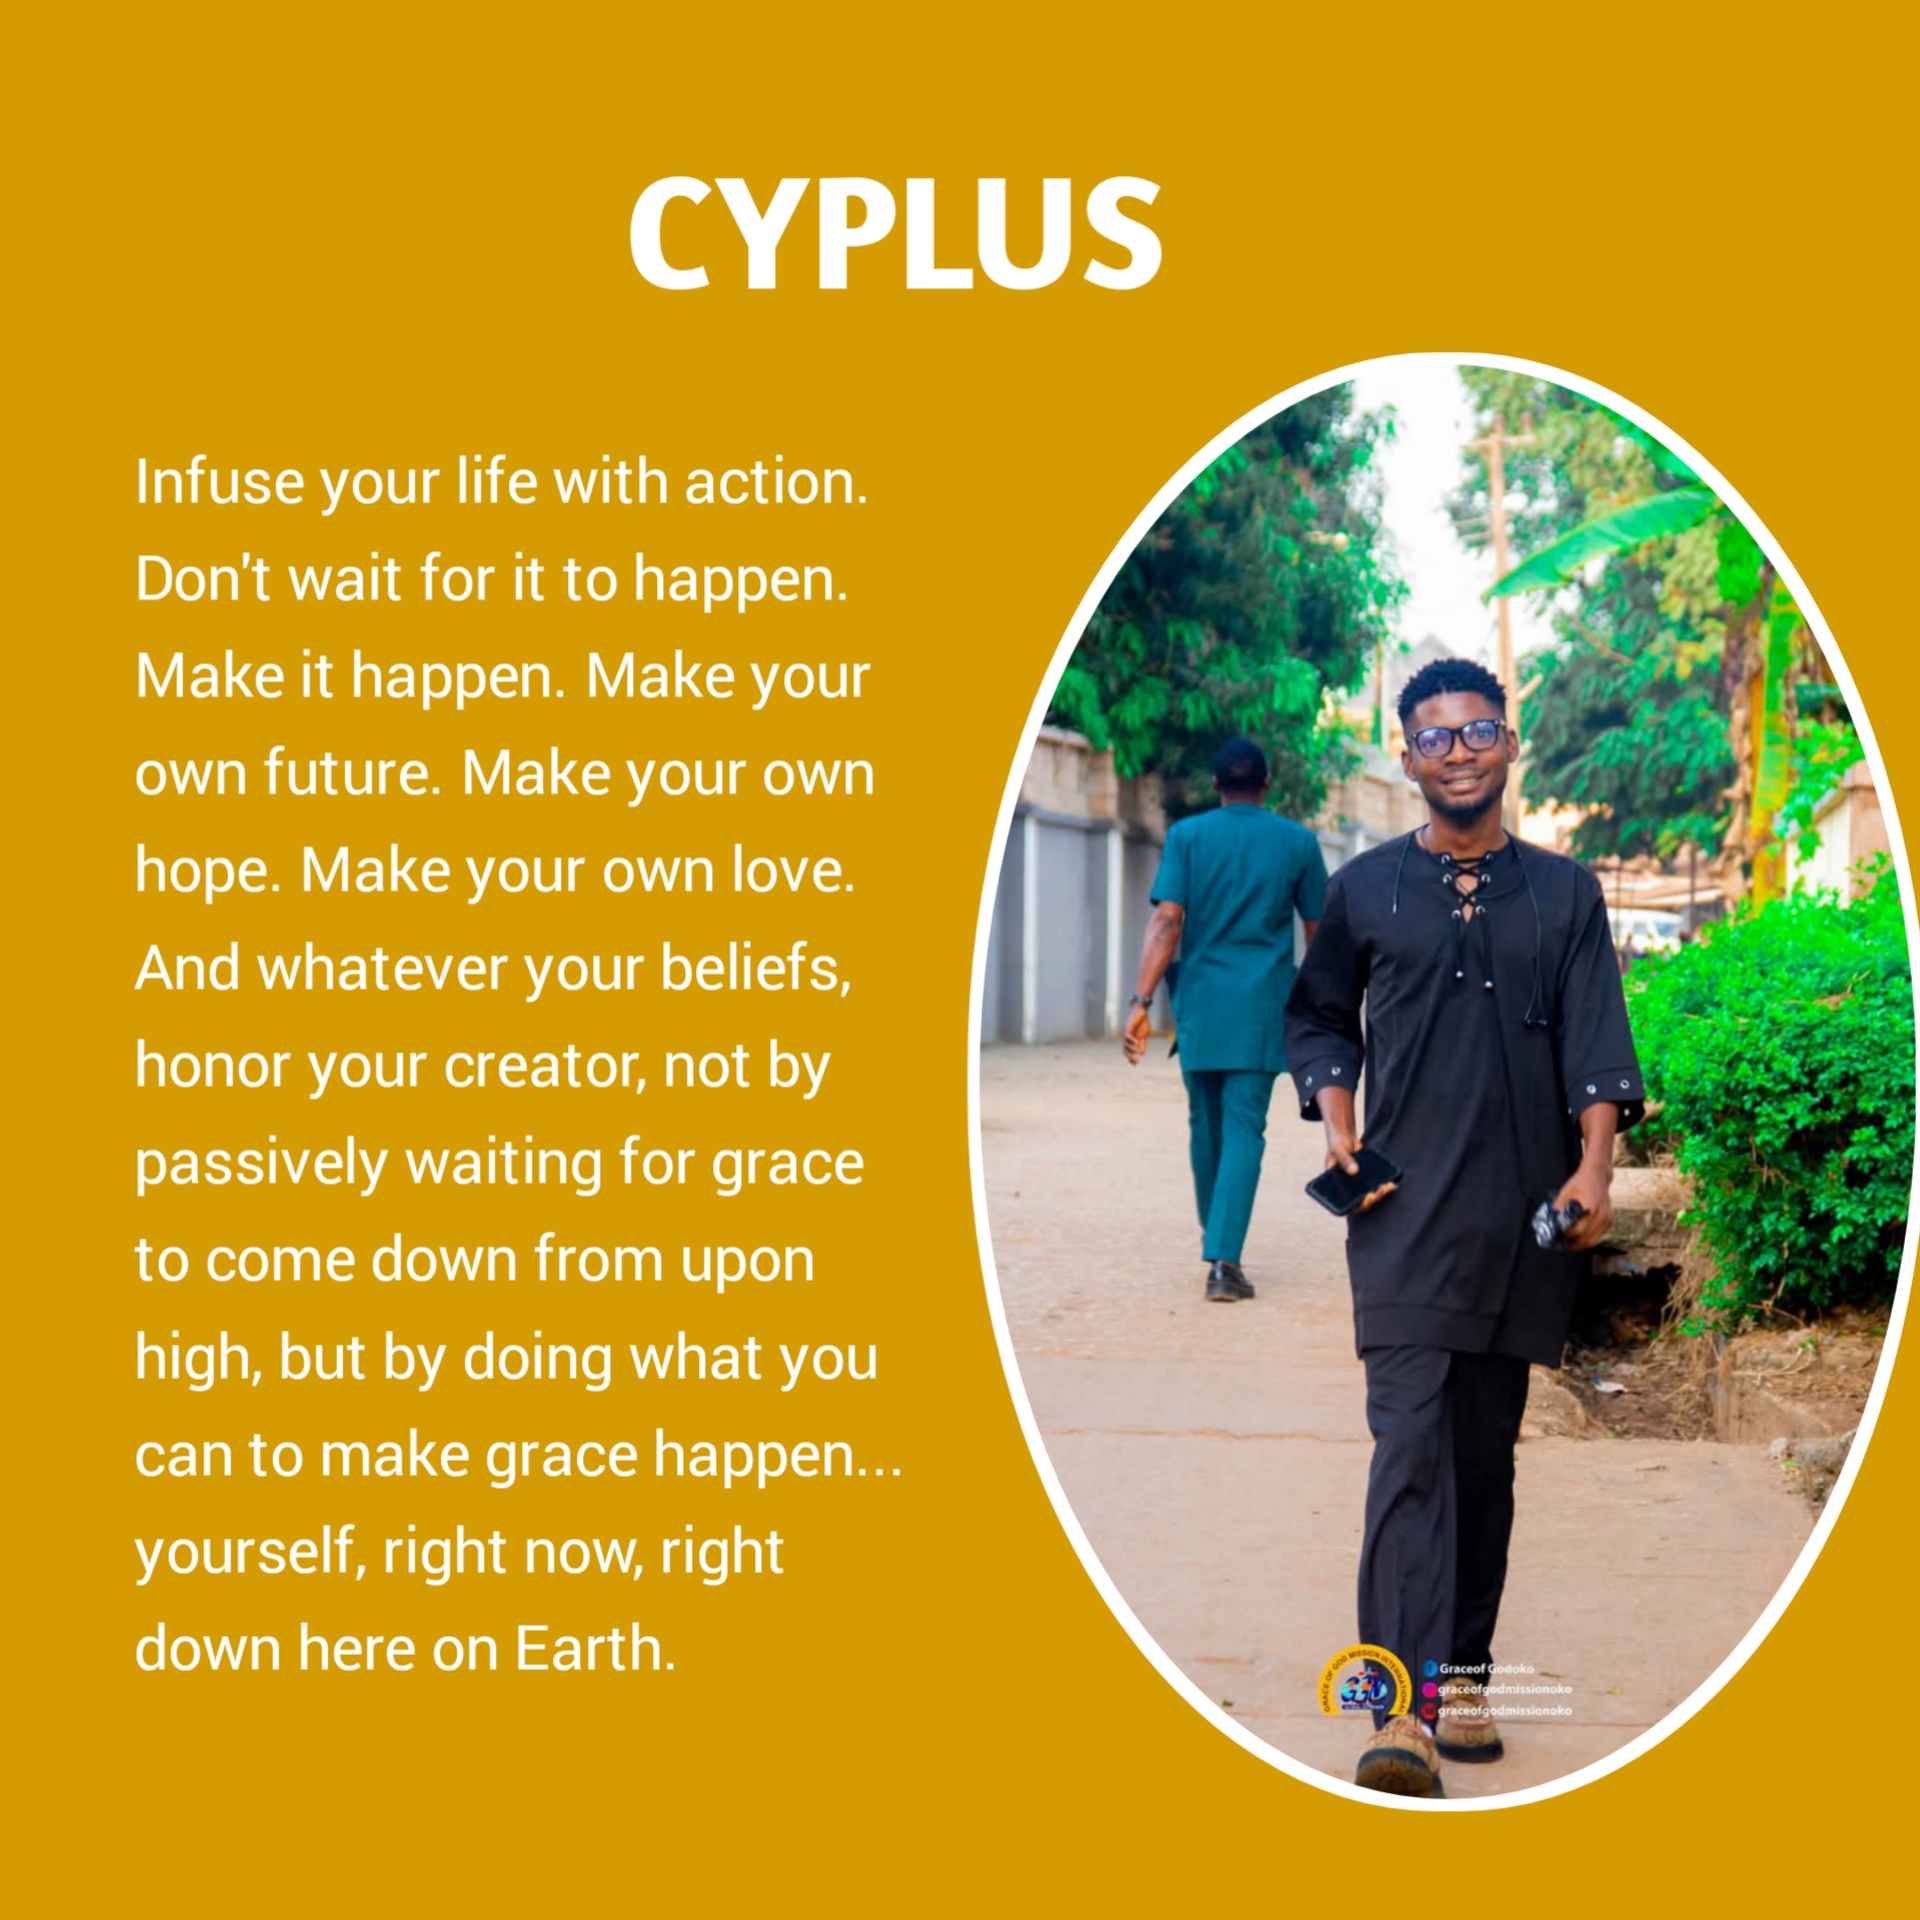 CYPLUS
Infuse your life with action.
Don't wait for it to happen.
Make it happen. Make your
own future. Make your own
hope. Make your own love.
And whatever your beliefs,
honor your creator, not by
passively waiting for grace
to come down from upon
high, but by doing what you
can to make grace happen...
yourself, right now, right
down here on Earth.
GRACE OF GOD MISSION INTERNATIONAL
Graceof Godoko
graceofgodmissionoko
graceofgodmissionoko